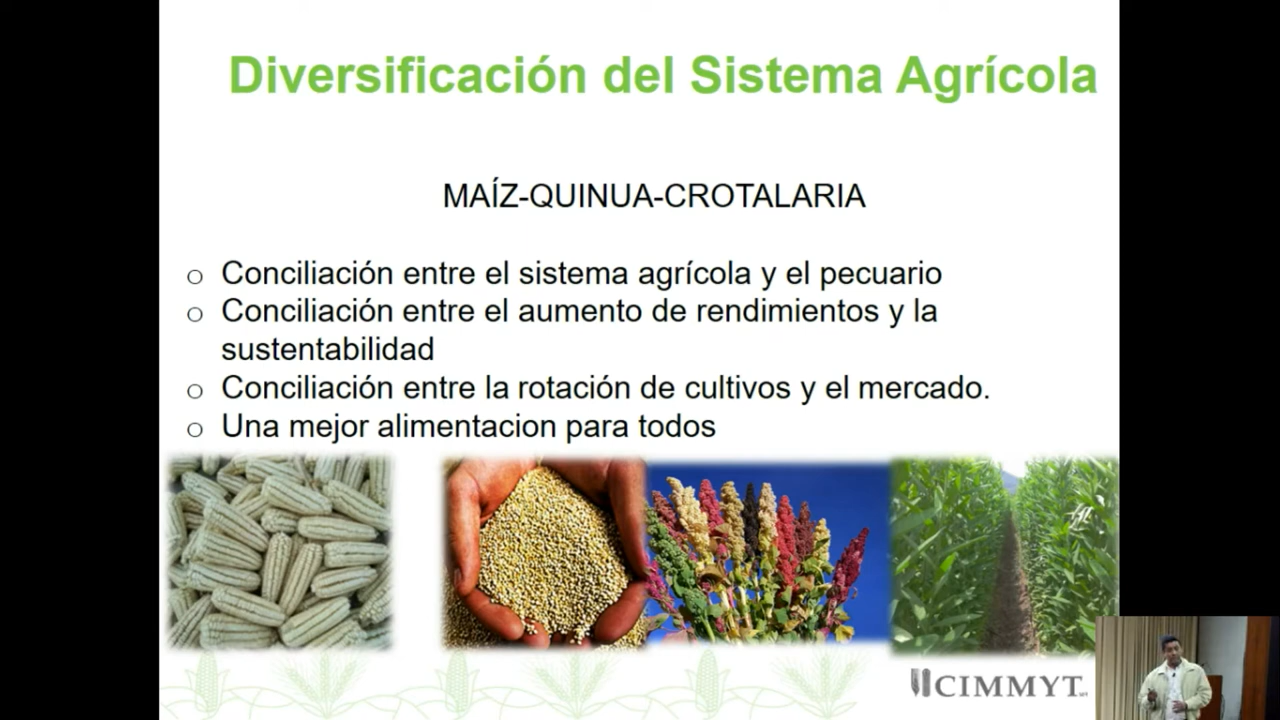 Diversificación del Sistema Agrícola
MAÍZ-QUINUA-CROTALARIA
o Conciliación entre el sistema agrícola y el pecuario
o Conciliación entre el aumento de rendimientos y la
sustentabilidad
o Conciliación entre la rotación de cultivos y el mercado.
o Una mejor alimentacion para todos
CIMMYT